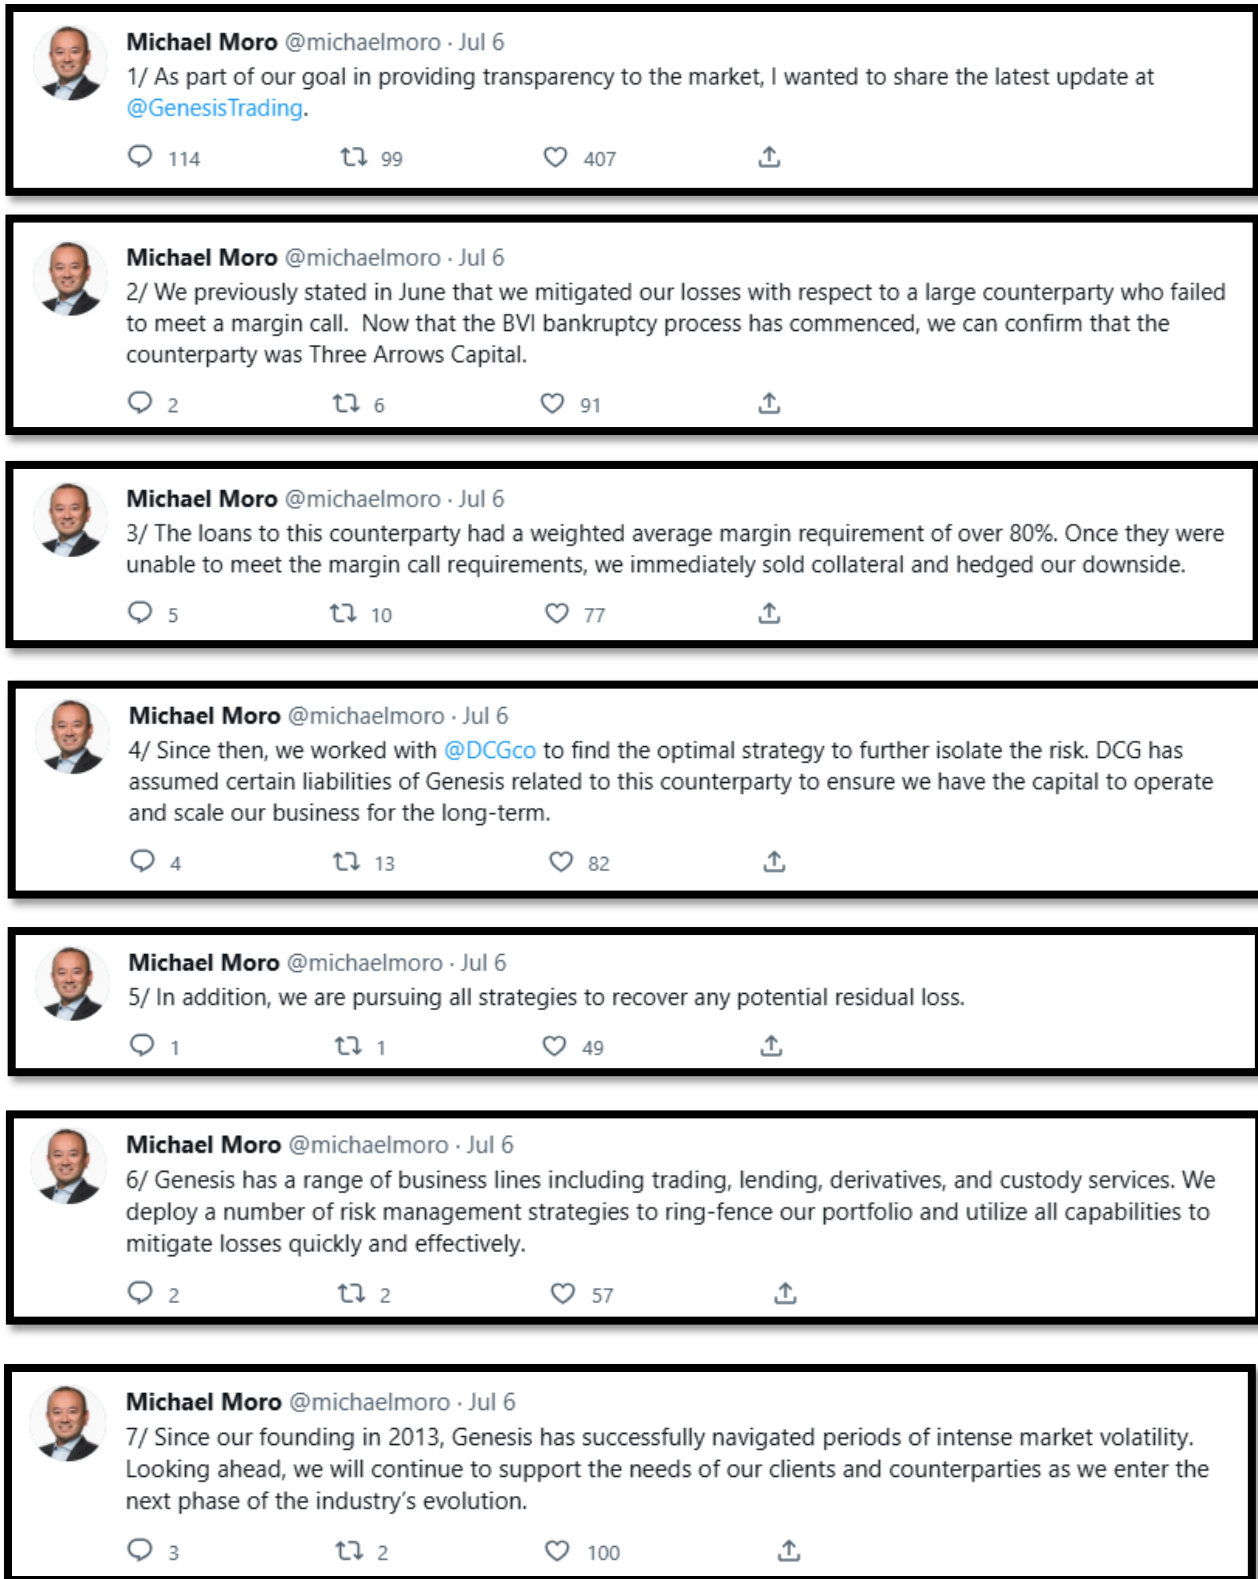 Michael Moro @michaelmoro · Jul 6
1/ As part of our goal in providing transparency to the market, I wanted to share the latest update at
@GenesisTrading.
114 99 407
Michael Moro @michaelmoro · Jul 6
2/ We previously stated in June that we mitigated our losses with respect to a large counterparty who failed
to meet a margin call.  Now that the BVI bankruptcy process has commenced, we can confirm that the
counterparty was Three Arrows Capital.
2 6 91
Michael Moro @michaelmoro · Jul 6
3/ The loans to this counterparty had a weighted average margin requirement of over 80%. Once they were
unable to meet the margin call requirements, we immediately sold collateral and hedged our downside.
5 10 77
Michael Moro @michaelmoro · Jul 6
4/ Since then, we worked with @DCGco to find the optimal strategy to further isolate the risk. DCG has
assumed certain liabilities of Genesis related to this counterparty to ensure we have the capital to operate
and scale our business for the long-term.
4 13 82
Michael Moro @michaelmoro · Jul 6
5/ In addition, we are pursuing all strategies to recover any potential residual loss.
1 1 49
Michael Moro @michaelmoro · Jul 6
6/ Genesis has a range of business lines including trading, lending, derivatives, and custody services. We
deploy a number of risk management strategies to ring-fence our portfolio and utilize all capabilities to
mitigate losses quickly and effectively.
2 2 57
Michael Moro @michaelmoro · Jul 6
7/ Since our founding in 2013, Genesis has successfully navigated periods of intense market volatility.
Looking ahead, we will continue to support the needs of our clients and counterparties as we enter the
next phase of the industry’s evolution.
3 2 100